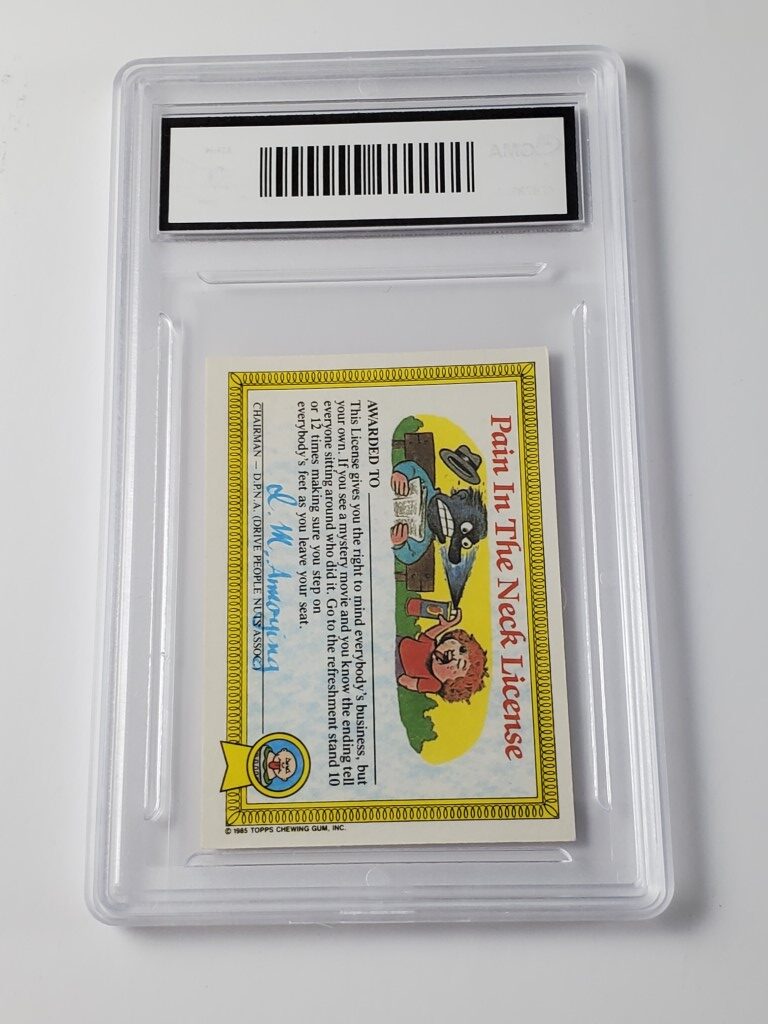 Pain In The Neck License
AWARDED TO
This License gives you the right to mind everybody's business, but
your own. If you see a mystery movie and you know the ending tell
everyone sitting around who did it. Go to the refreshment stand 10
or 12 times making sure you step on
everybody's feet as you leave your seat.
I. M. Annoying
CHAIRMAN — D.P.N.A. (DRIVE PEOPLE NUTS ASSOC.)
© 1985 TOPPS CHEWING GUM, INC.
GMA